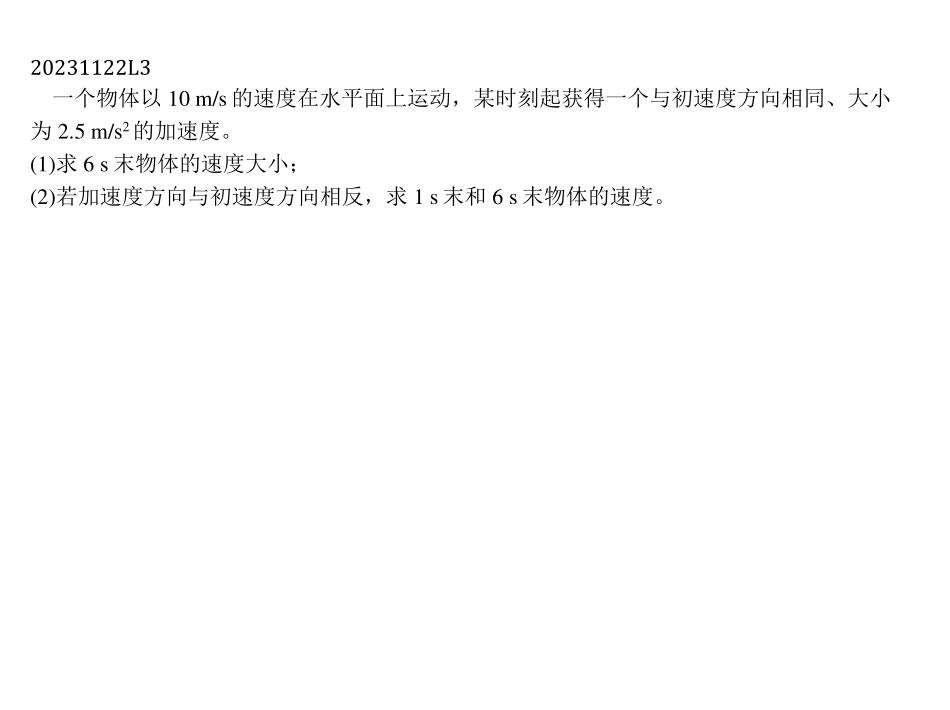 20231122L3
一个物体以 10 m/s 的速度在水平面上运动，某时刻起获得一个与初速度方向相同、大小
为 2.5 m/s² 的加速度。
(1)求 6 s 末物体的速度大小；
(2)若加速度方向与初速度方向相反，求 1 s 末和 6 s 末物体的速度。